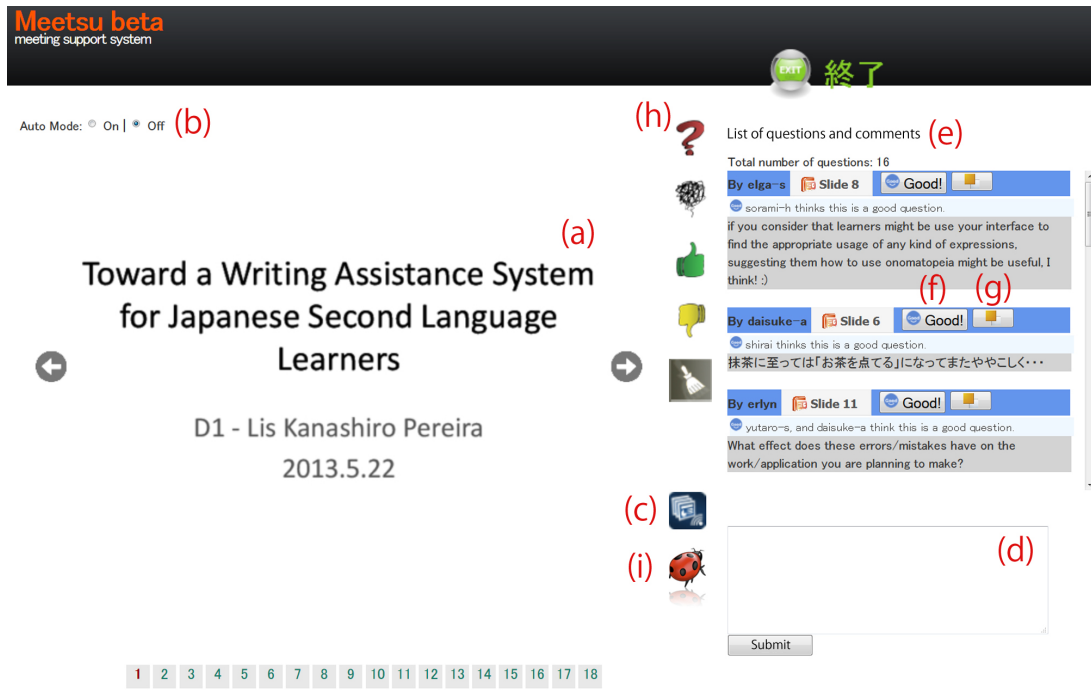 Meetsu beta
meeting support system
EXIT 終了
Auto Mode: On | Off (b)
(h)
List of questions and comments (e)
Total number of questions: 16
By elga-s Slide 8 Good!
sorami-h thinks this is a good question.
if you consider that learners might be use your interface to
find the appropriate usage of any kind of expressions,
suggesting them how to use onomatopeia might be useful, I
think! :)
(f) (g)
By daisuke-a Slide 6 Good!
shirai thinks this is a good question.
抹茶に至っては「お茶を点てる」になってまたややこしく・・・
By erlyn Slide 11 Good!
yutaro-s, and daisuke-a think this is a good question.
What effect does these errors/mistakes have on the
work/application you are planning to make?
(a)
Toward a Writing Assistance System
for Japanese Second Language
Learners
D1 - Lis Kanashiro Pereira
2013.5.22
(c)
(i)
(d)
Submit
1 2 3 4 5 6 7 8 9 10 11 12 13 14 15 16 17 18